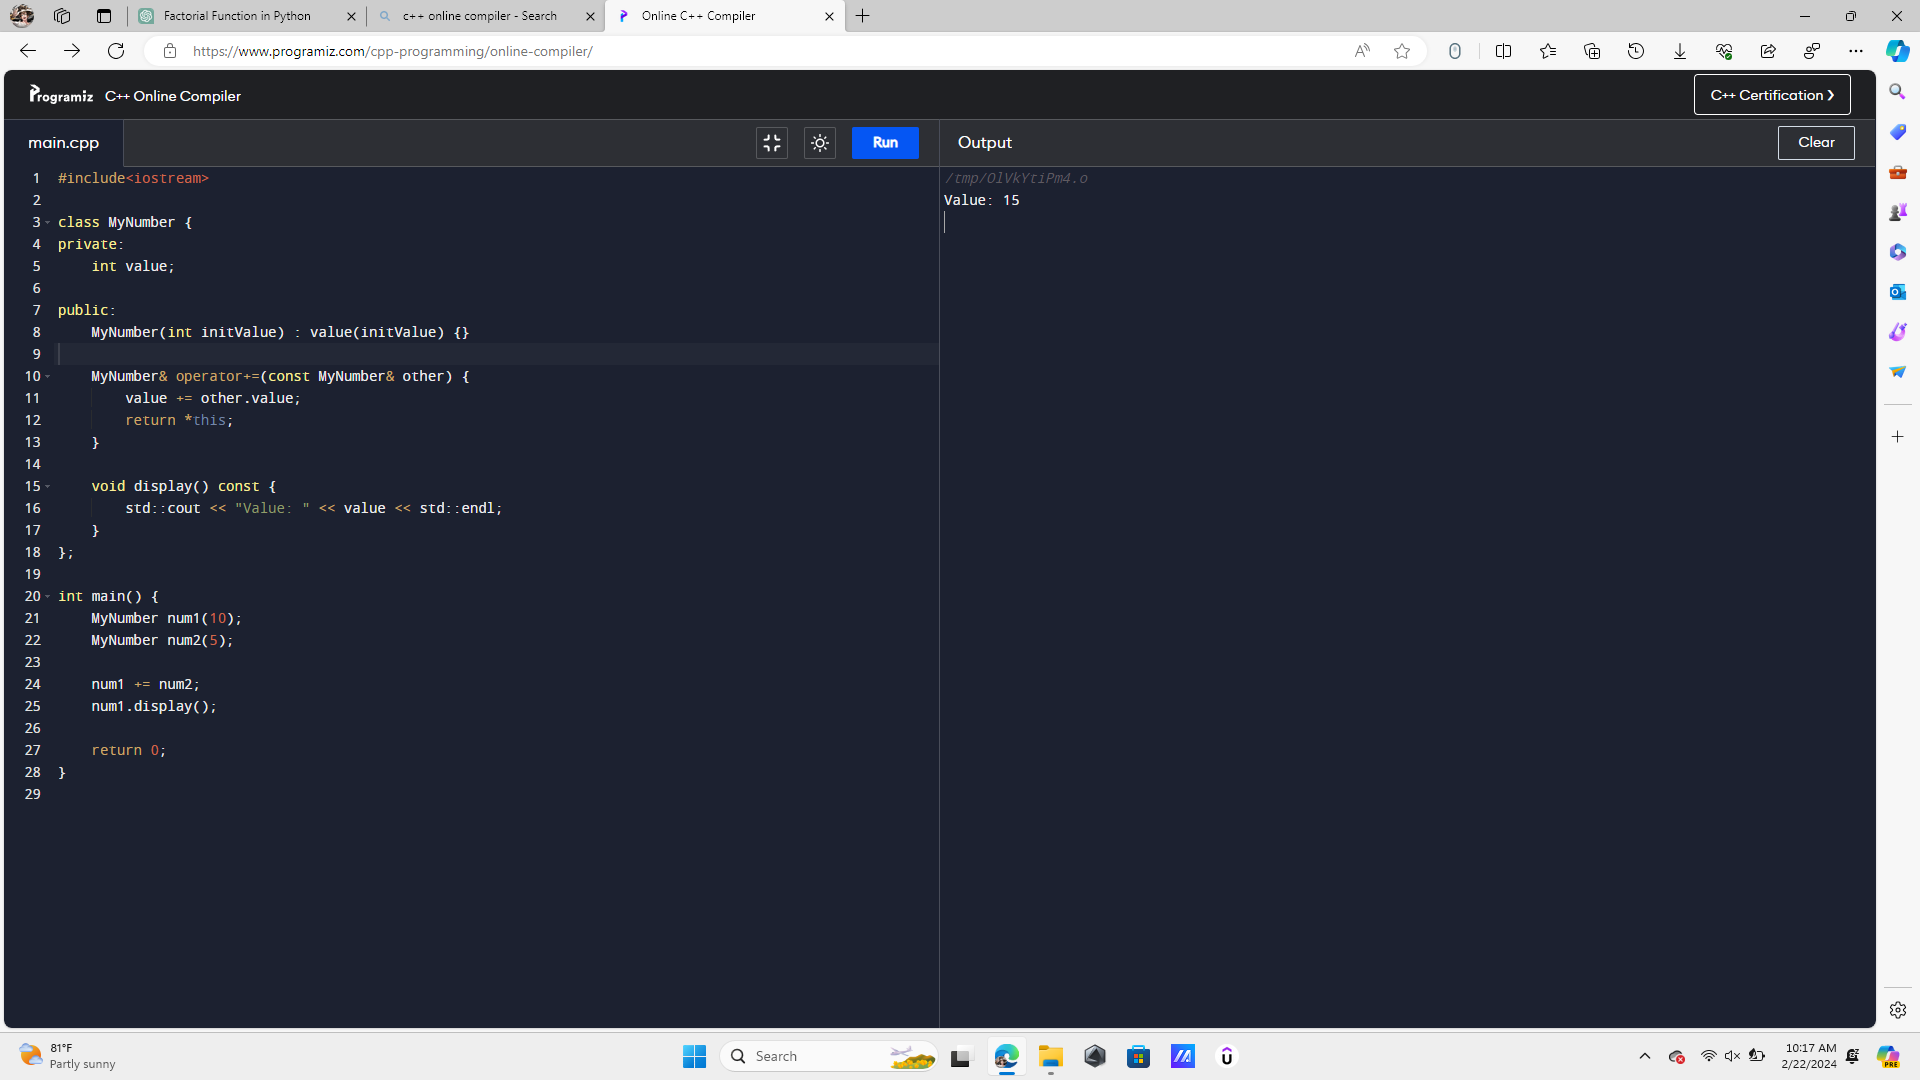 Factorial Function in Python
c++ online compiler - Search
Online C++ Compiler
https://www.programiz.com/cpp-programming/online-compiler/
Programiz C++ Online Compiler
C++ Certification ❯
main.cpp
Run
Output
Clear
1 #include<iostream>
2
3 class MyNumber {
4 private:
5     int value;
6
7 public:
8     MyNumber(int initValue) : value(initValue) {}
9
10     MyNumber& operator+=(const MyNumber& other) {
11         value += other.value;
12         return *this;
13     }
14
15     void display() const {
16         std::cout << "Value: " << value << std::endl;
17     }
18 };
19
20 int main() {
21     MyNumber num1(10);
22     MyNumber num2(5);
23
24     num1 += num2;
25     num1.display();
26
27     return 0;
28 }
29
/tmp/OlVkYtiPm4.o
Value: 15
81°F
Partly sunny
Search
10:17 AM
2/22/2024
PRE